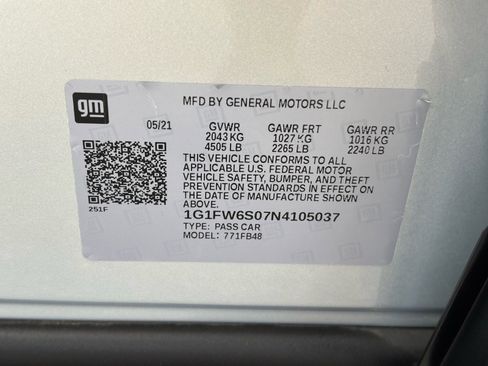 gm
MFD BY GENERAL MOTORS LLC
05/21 GVWR GAWR FRT GAWR RR
2043 KG 1027 KG 1016 KG
4505 LB 2265 LB 2240 LB
THIS VEHICLE CONFORMS TO ALL
APPLICABLE U.S. FEDERAL MOTOR
VEHICLE SAFETY, BUMPER, AND THEFT
PREVENTION STANDARDS IN EFFECT ON
THE DATE OF MANUFACTURE SHOWN
ABOVE.
251F
1G1FW6S07N4105037
TYPE: PASS CAR
MODEL: 771FB48